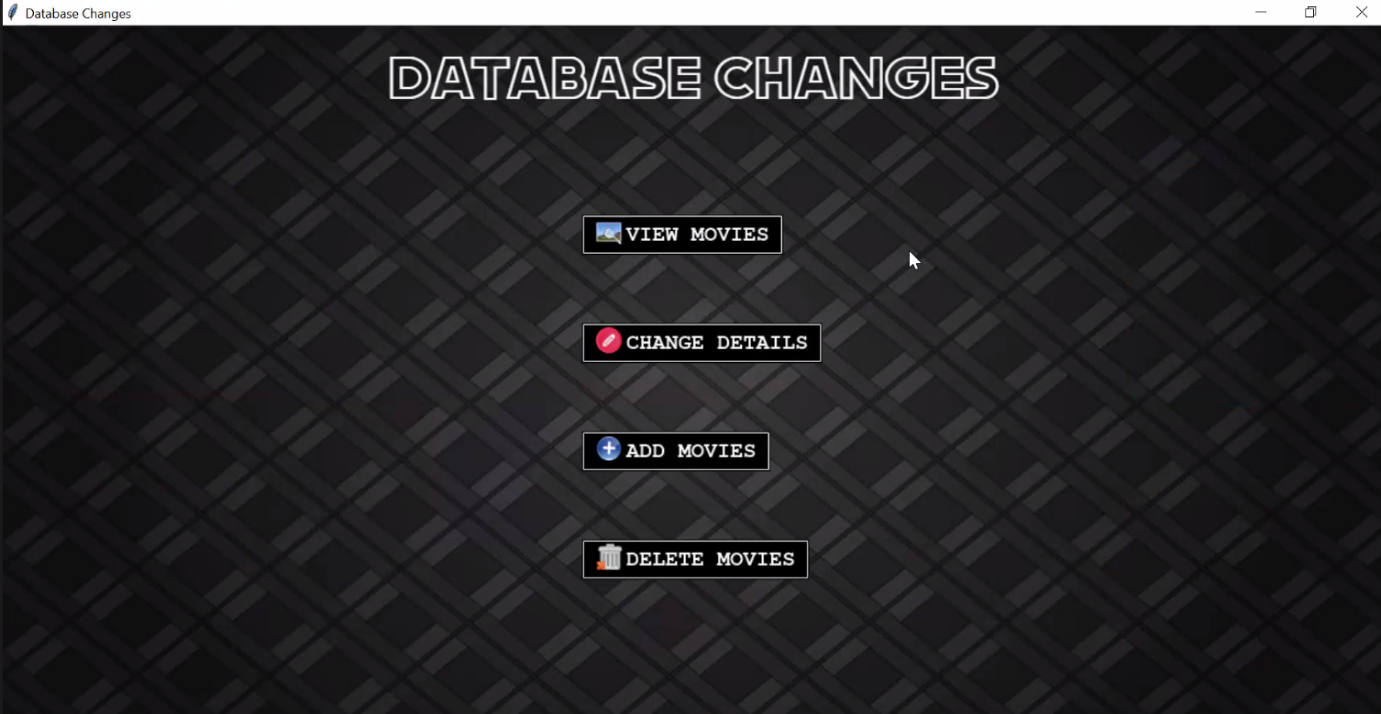 Database Changes
DATABASE CHANGES
VIEW MOVIES
CHANGE DETAILS
ADD MOVIES
DELETE MOVIES